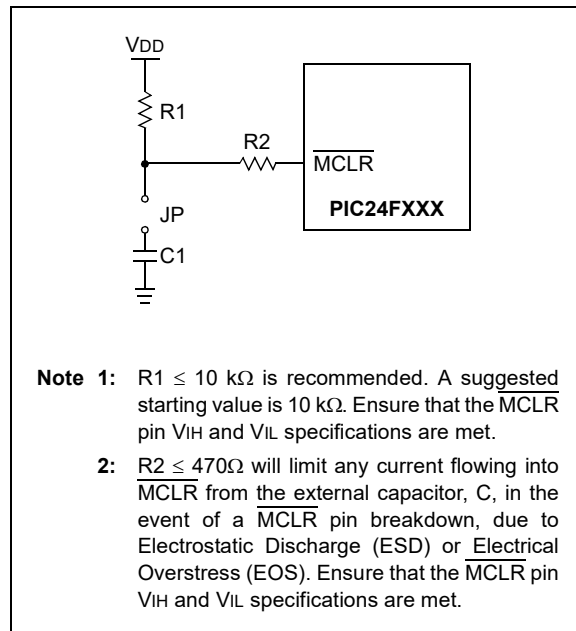 VDD
R1
R2
MCLR
JP
PIC24FXXX
C1
Note 1: R1 ≤ 10 kΩ is recommended. A suggested
starting value is 10 kΩ. Ensure that the MCLR
pin VIH and VIL specifications are met.
2: R2 ≤ 470Ω will limit any current flowing into
MCLR from the external capacitor, C, in the
event of a MCLR pin breakdown, due to
Electrostatic Discharge (ESD) or Electrical
Overstress (EOS). Ensure that the MCLR pin
VIH and VIL specifications are met.